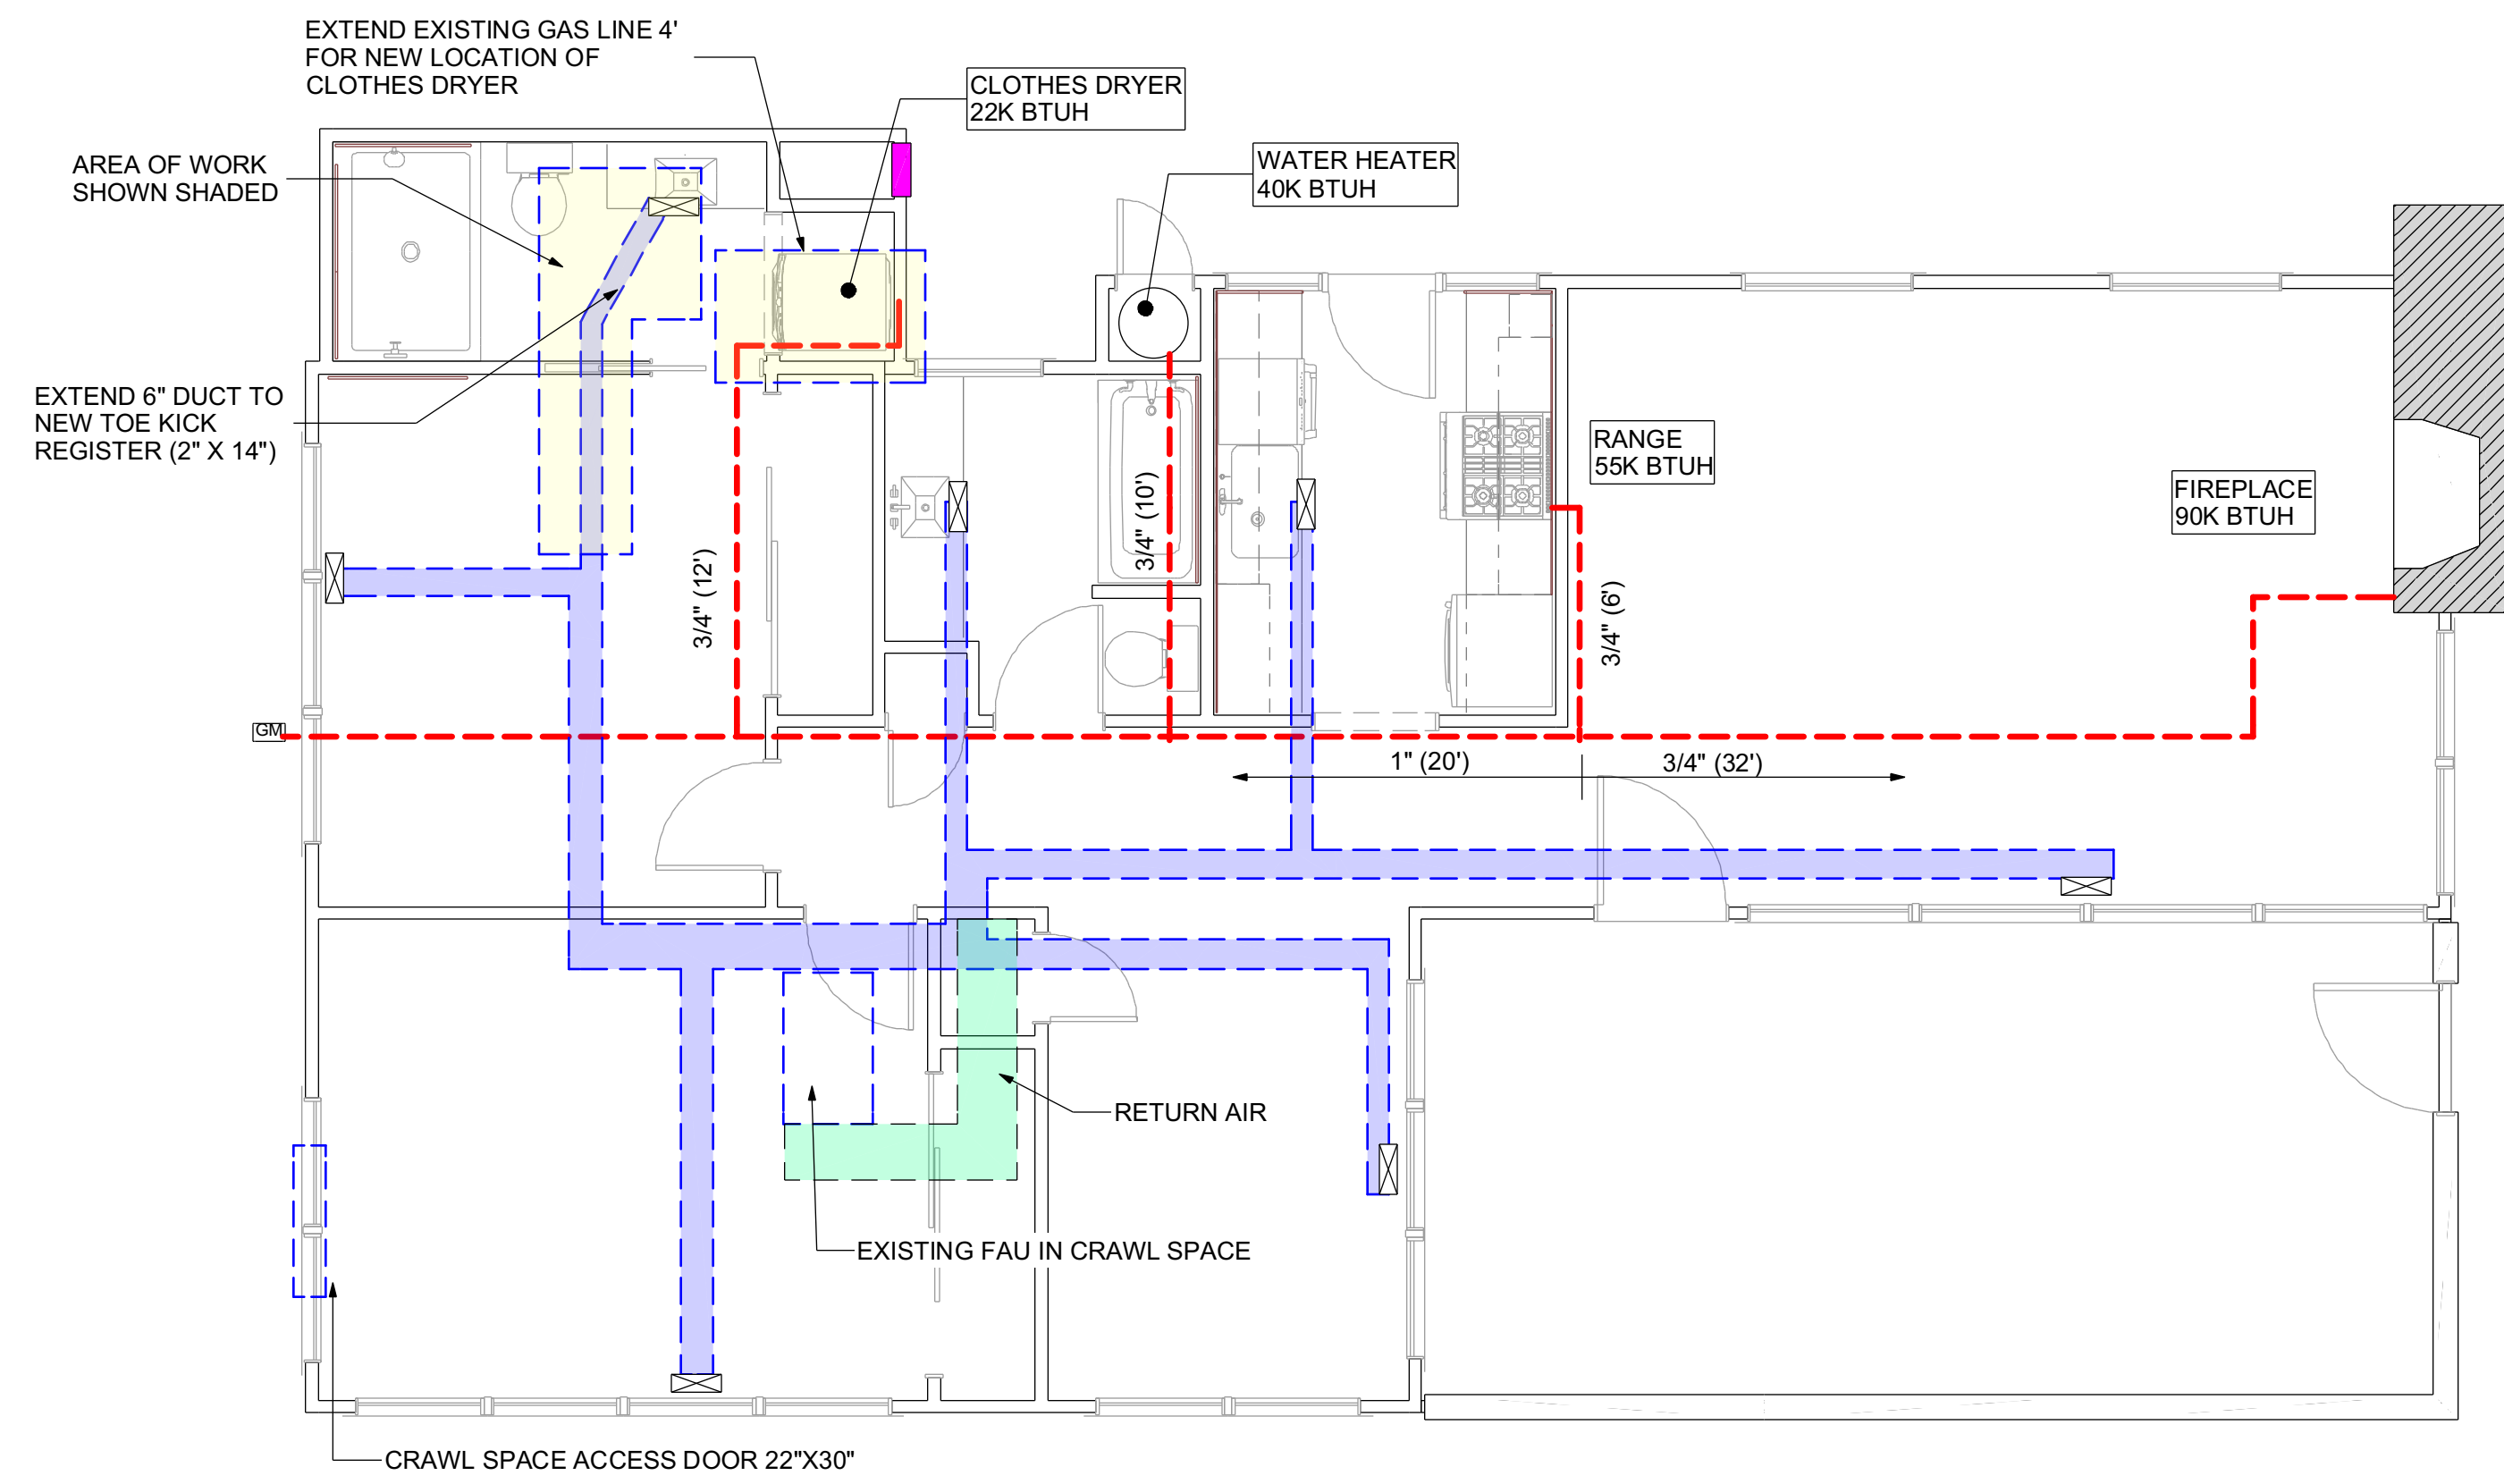 EXTEND EXISTING GAS LINE 4'
FOR NEW LOCATION OF
CLOTHES DRYER
CLOTHES DRYER
22K BTUH
AREA OF WORK
SHOWN SHADED
WATER HEATER
40K BTUH
EXTEND 6" DUCT TO
NEW TOE KICK
REGISTER (2" X 14")
RANGE
55K BTUH
FIREPLACE
90K BTUH
3/4" (10')
3/4" (12')
3/4" (6')
GM
1" (20')
3/4" (32')
RETURN AIR
EXISTING FAU IN CRAWL SPACE
CRAWL SPACE ACCESS DOOR 22"X30"